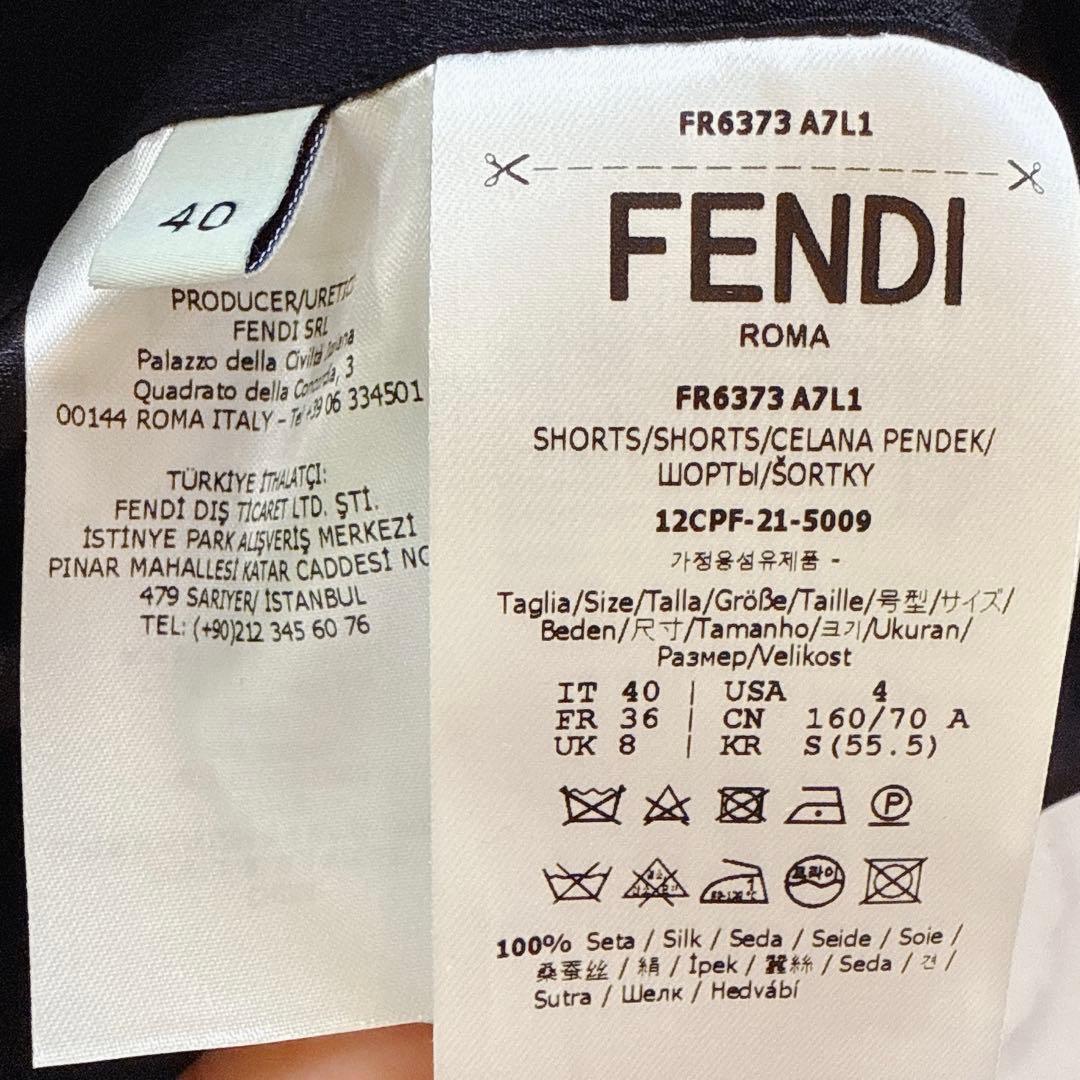 40
PRODUCER/
FENDI SRL
Palazzo della Civiltà
Quadrato della Concordia, 3
00144 ROMA ITALY - Tel +39 06 334501
TÜRKİYE İTHALATÇI:
FENDİ DIŞ TİCARET LTD. ŞTİ.
İSTİNYE PARK ALIŞVERİŞ MERKEZİ
PINAR MAHALLESİ KATAR CADDESİ NO
479 SARIYER/ İSTANBUL
TEL: (+90)212 345 60 76
FR6373 A7L1
FENDI
ROMA
FR6373 A7L1
SHORTS/SHORTS/CELANA PENDEK/
ШОРТЫ/ŠORTKY
12CPF-21-5009
가정용섬유제품 -
Taglia/Size/Talla/Größe/Taille/号型/サイズ/
Beden/尺寸/Tamanho/크기/Ukuran/
Размер/Velikost
IT 40 | USA 4
FR 36 | CN 160/70 A
UK 8 | KR S(55.5)
P
드라이
100% Seta / Silk / Seda / Seide / Soie /
桑蚕丝 / 絹 / İpek / 蠶絲 / Seda / 견 /
Sutra / Шелк / Hedvábí